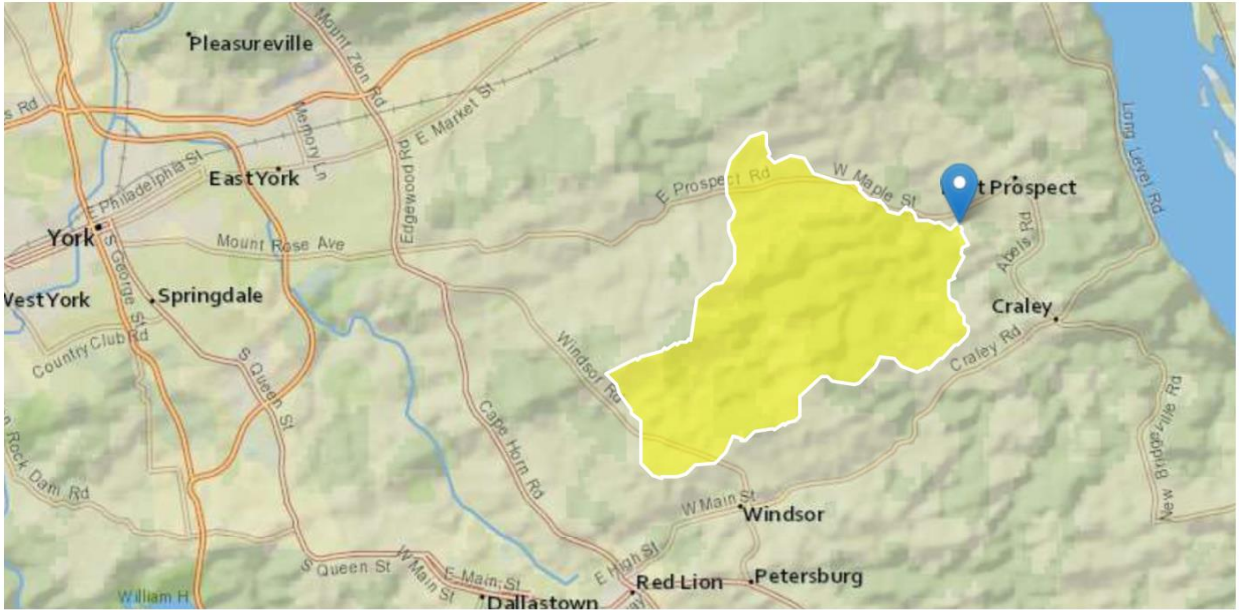 Pleasureville
Mount Zion Rd
s Rd
Memory Ln
E Market St
Long Level Rd
E Philadelphia St
East York
Edgewood Rd
E Prospect Rd
W Maple St
t Prospect
York
S George St
Mount Rose Ave
Abels Rd
West York
Springdale
Craley
Country Club Rd
Windsor Rd
Craley Rd
S Queen St
Cape Horn Rd
New Bridgeville Rd
n Rock Dam Rd
W Main St
Windsor
S Queen St
W Main St
E Main St
E High St
Red Lion
Petersburg
William H
Dallastown